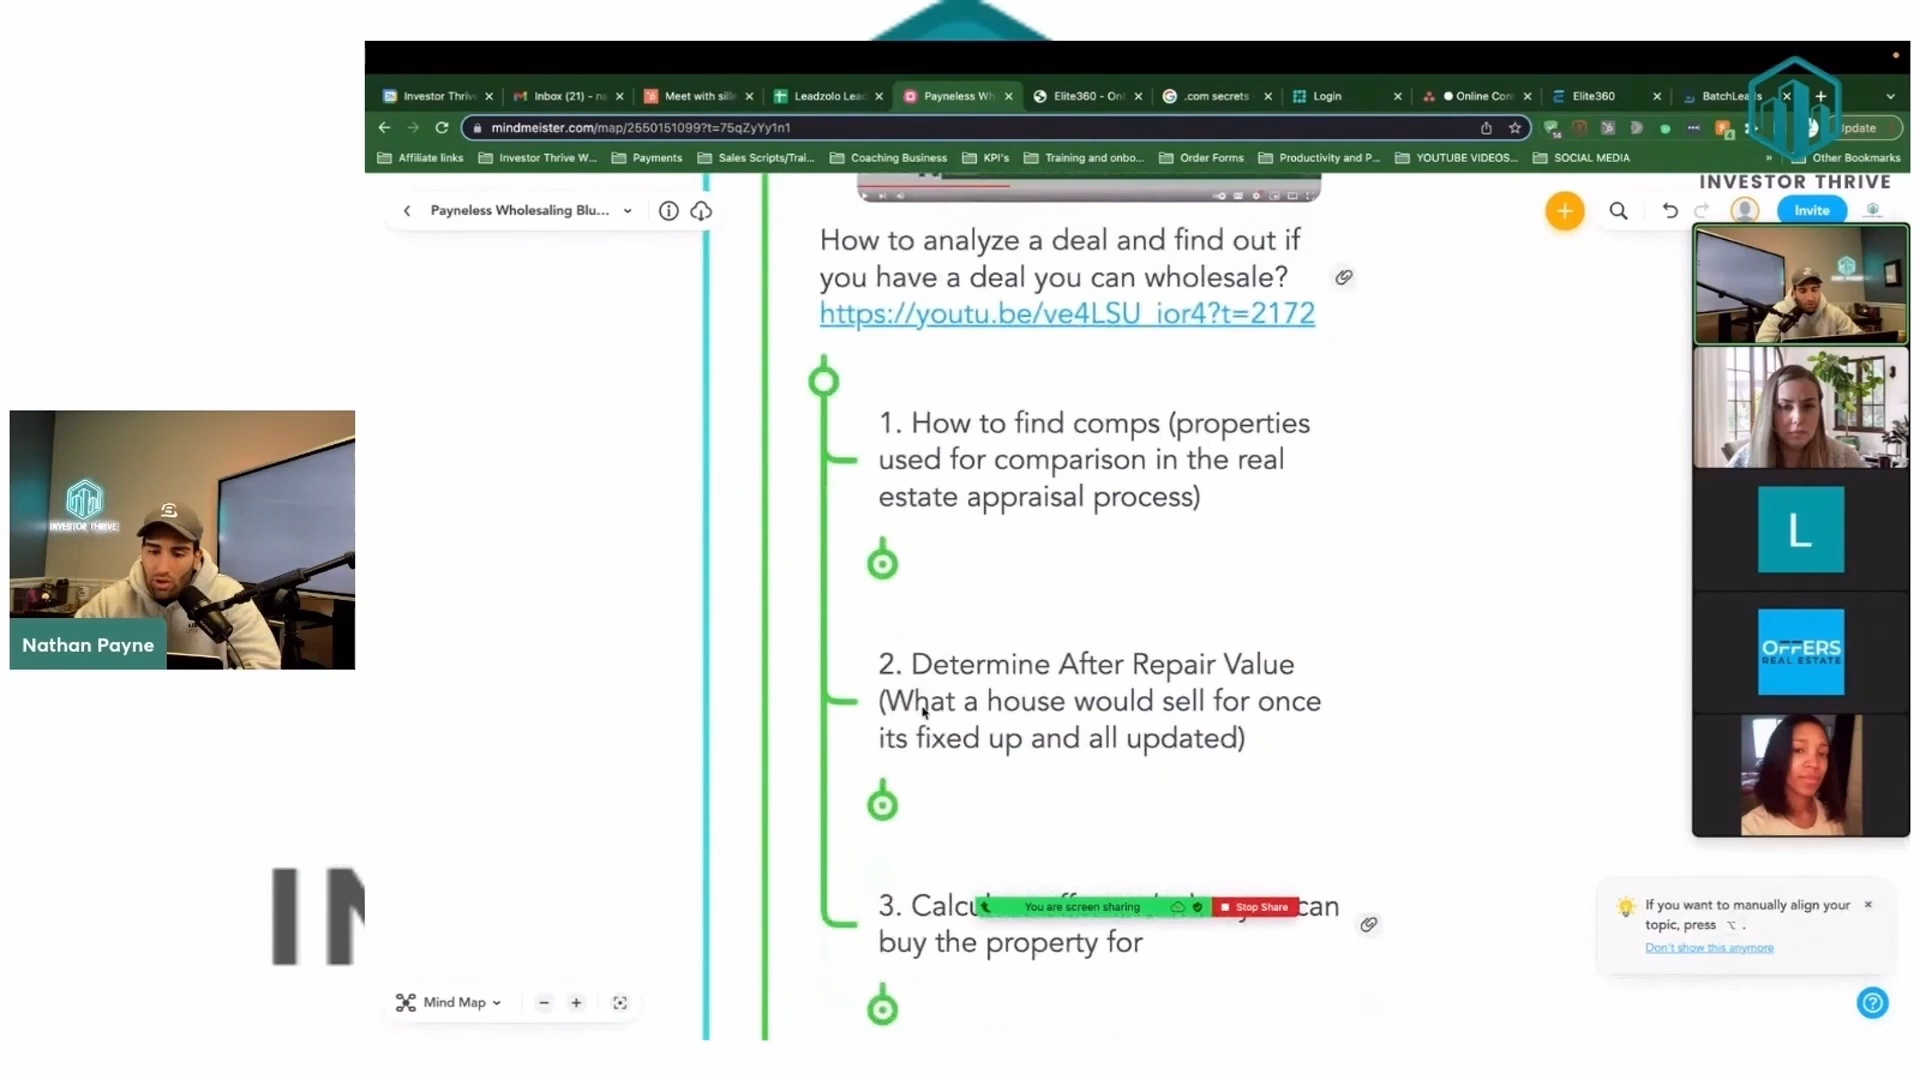 Investor Thriv
Inbox (21) – n
Meet with sill
Leadzolo Lea
Payneless Wh
Elite360 - Onl
.com secrets
Login
Online Con
Elite360
BatchLea
mindmeister.com/map/2550151099?t=75qZyYy1n1
Update
Affiliate links
Investor Thrive W...
Payments
Sales Scripts/Trai...
Coaching Business
KPI's
Training and onbo...
Order Forms
Productivity and P...
YOUTUBE VIDEOS...
SOCIAL MEDIA
»
Other Bookmarks
INVESTOR THRIVE
Payneless Wholesaling Blu...
Invite
How to analyze a deal and find out if
you have a deal you can wholesale?
https://youtu.be/ve4LSU_ior4?t=2172
1. How to find comps (properties
used for comparison in the real
estate appraisal process)
L
INVESTOR THRIVE
Nathan Payne
OFFERS
REAL ESTATE
2. Determine After Repair Value
(What a house would sell for once
its fixed up and all updated)
3. Calcu
You are screen sharing
Stop Share
can
buy the property for
If you want to manually align your
topic, press ⌥ .
Don't show this anymore
IN
Mind Map